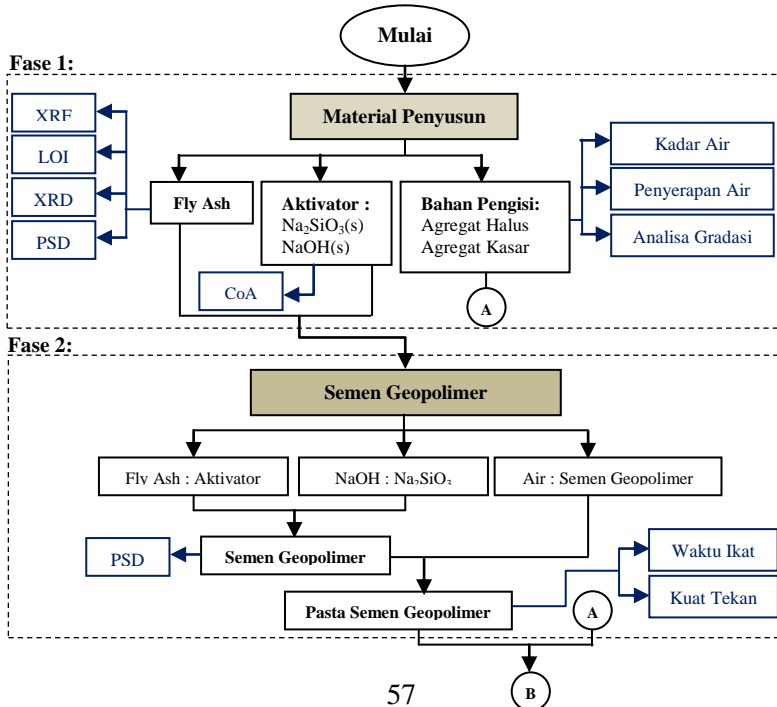 Mulai
Fase 1:
Material Penyusun
XRF
LOI
XRD
PSD
Fly Ash
Aktivator :
Na₂SiO₃(s)
NaOH(s)
Bahan Pengisi:
Agregat Halus
Agregat Kasar
Kadar Air
Penyerapan Air
Analisa Gradasi
CoA
A
Fase 2:
Semen Geopolimer
Fly Ash : Aktivator
NaOH : Na₂SiO₃
Air : Semen Geopolimer
PSD
Semen Geopolimer
Waktu Ikat
Kuat Tekan
Pasta Semen Geopolimer
A
B
57